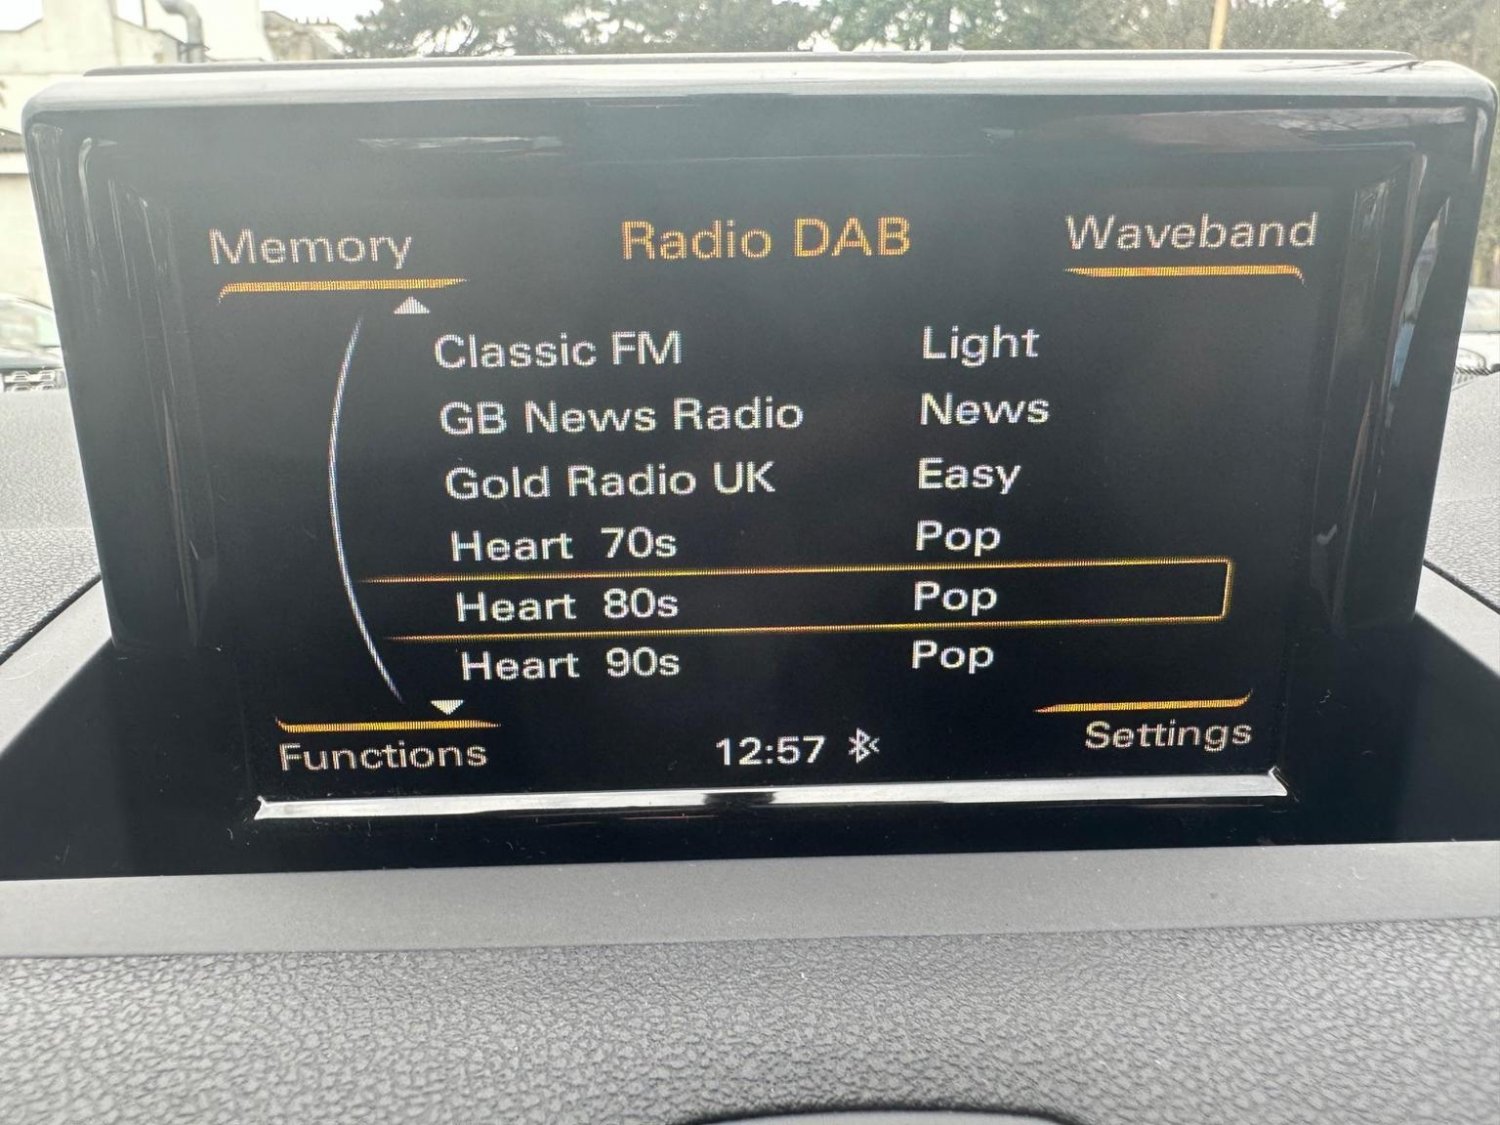 Memory Radio DAB Waveband
Classic FM Light
GB News Radio News
Gold Radio UK Easy
Heart 70s Pop
Heart 80s Pop
Heart 90s Pop
Functions 12:57 Settings